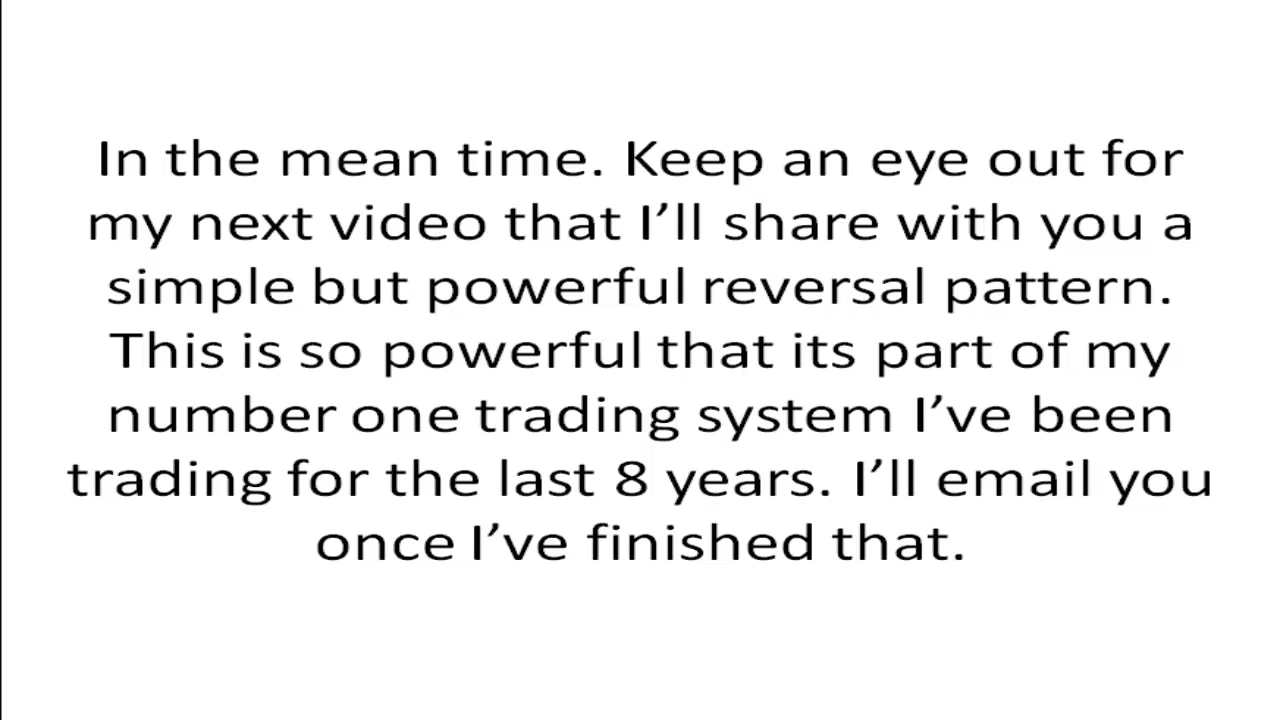 In the mean time. Keep an eye out for
my next video that I’ll share with you a
simple but powerful reversal pattern.
This is so powerful that its part of my
number one trading system I’ve been
trading for the last 8 years. I’ll email you
once I’ve finished that.